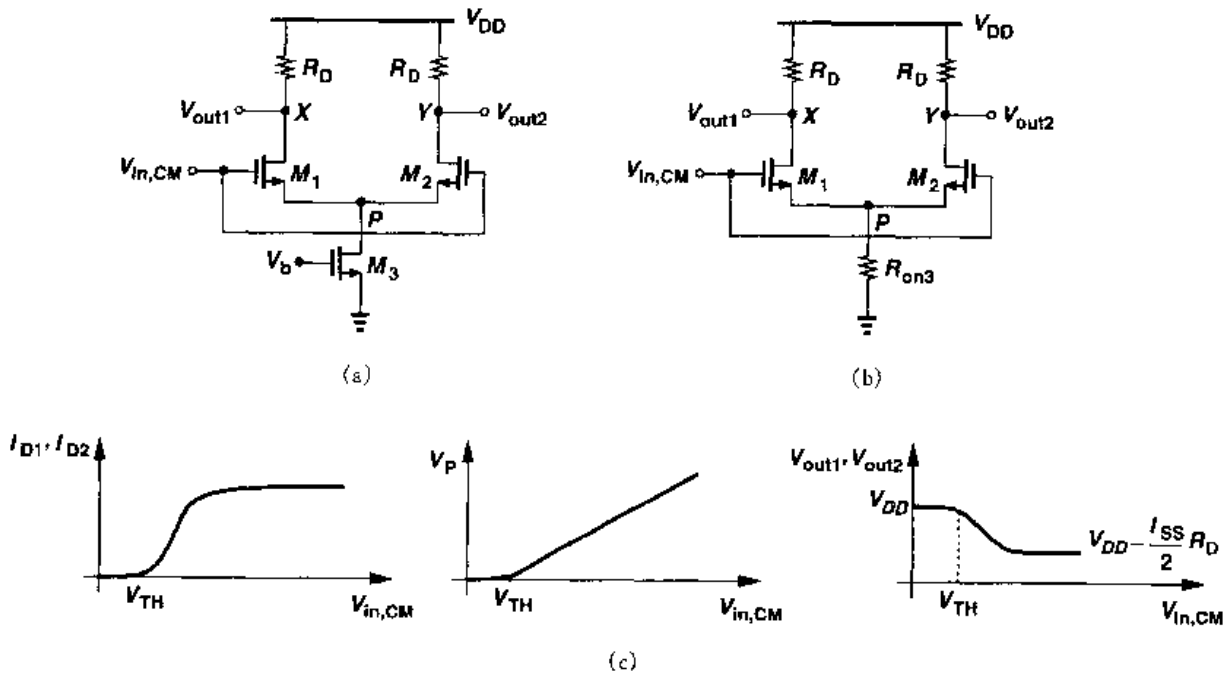 V_DD
R_D R_D
V_out1 X Y V_out2
V_in,CM M_1 M_2
P
V_b M_3
(a)
V_DD
R_D R_D
V_out1 X Y V_out2
V_in,CM M_1 M_2
P
R_on3
(b)
I_D1, I_D2
V_TH V_in,CM
V_P
V_TH V_in,CM
V_out1, V_out2
V_DD
V_DD - I_SS/2 R_D
V_TH V_in,CM
(c)